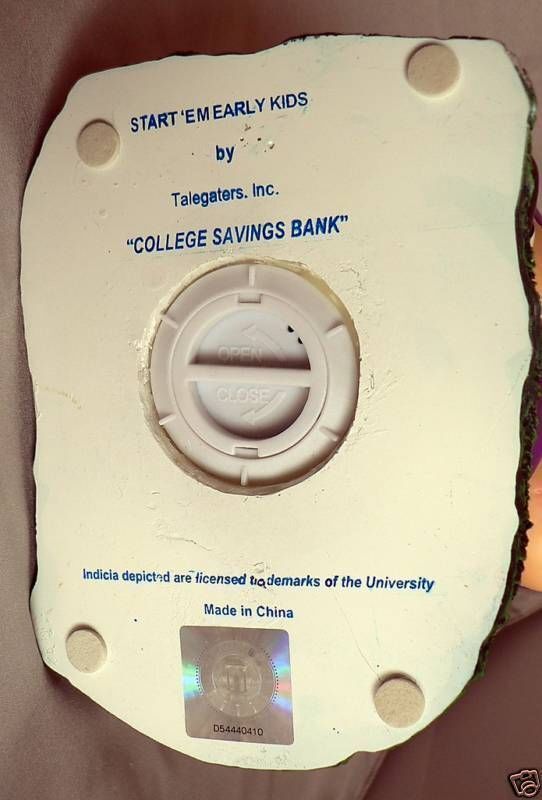 START 'EM EARLY KIDS
by
Talegaters. Inc.
"COLLEGE SAVINGS BANK"
OPEN
CLOSE
Indicia depicted are licensed trademarks of the University
Made in China
D54440410